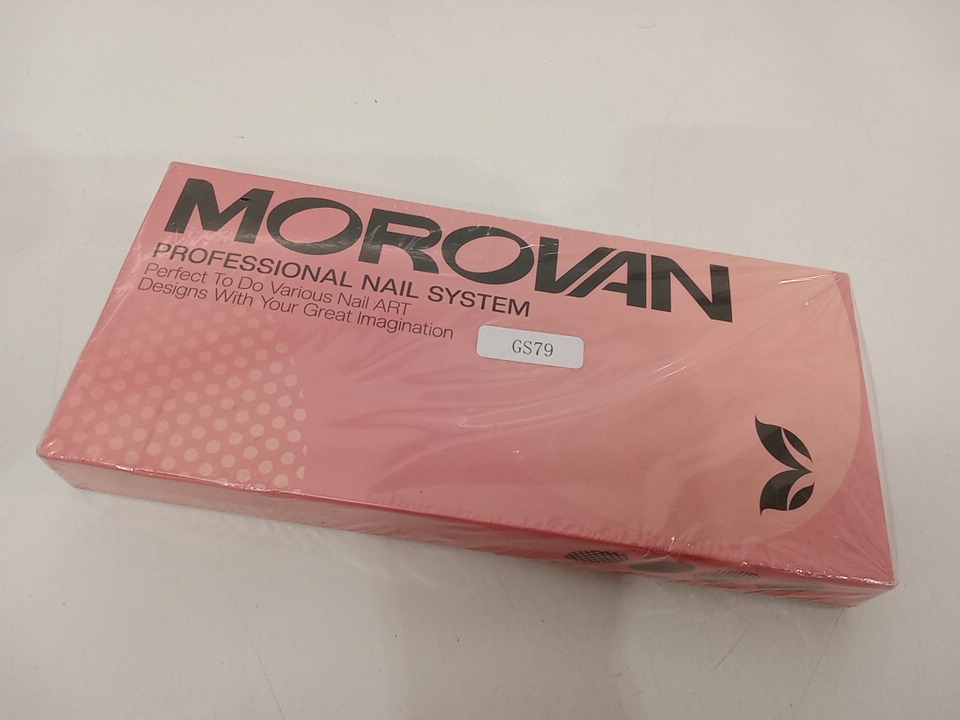 MOROVAN
PROFESSIONAL NAIL SYSTEM
Perfect To Do Various Nail ART
Designs With Your Great Imagination
GS79